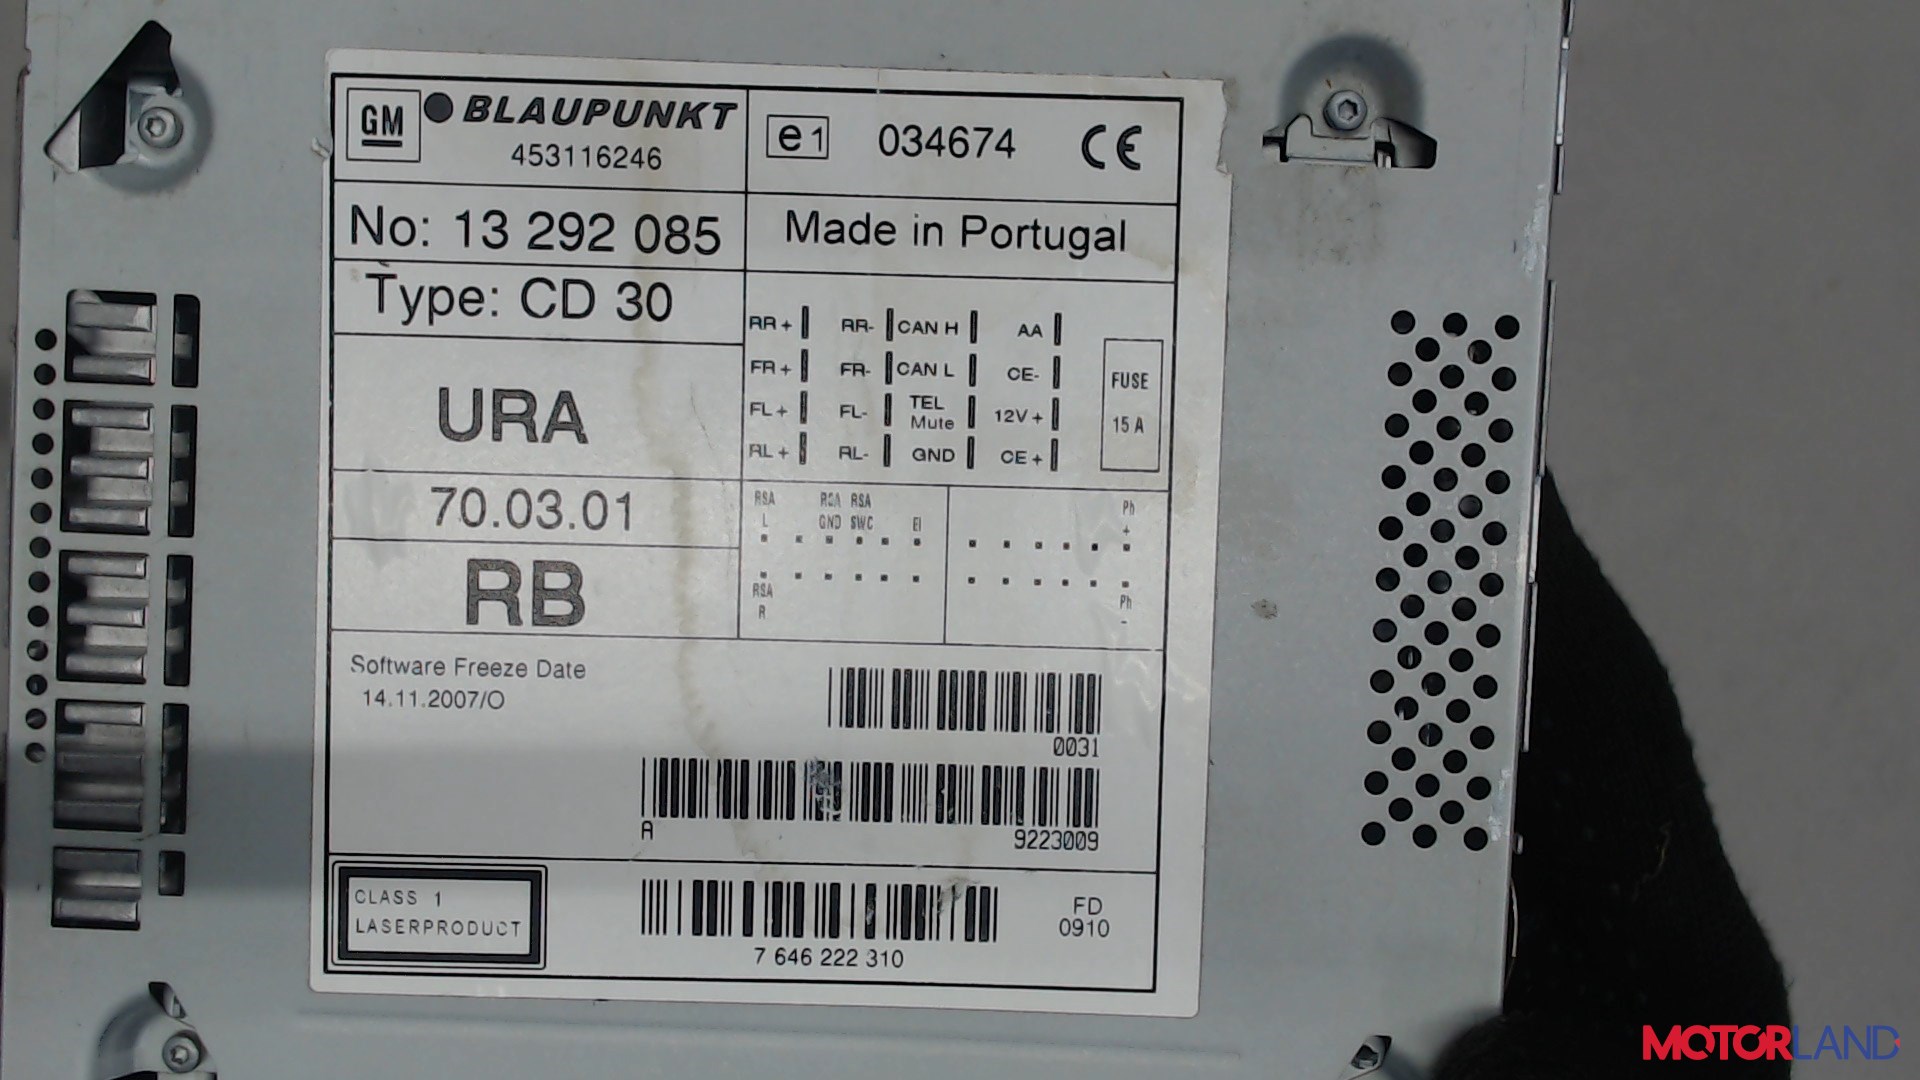 GM BLAUPUNKT
453116246
e1 034674 CE
No: 13 292 085
Made in Portugal
Type: CD 30
URA
70.03.01
RB
RR + RR- CAN H AA
FR + FR- CAN L CE-
FL + FL- TEL Mute 12V +
RL + RL- GND CE +
FUSE
15 A
RSA L RSA GND RSA SWC EI
Ph +
RSA R
Ph -
Software Freeze Date
14.11.2007/O
0031
A 9223009
CLASS 1
LASERPRODUCT
7 646 222 310
FD
0910
MOTORLAND